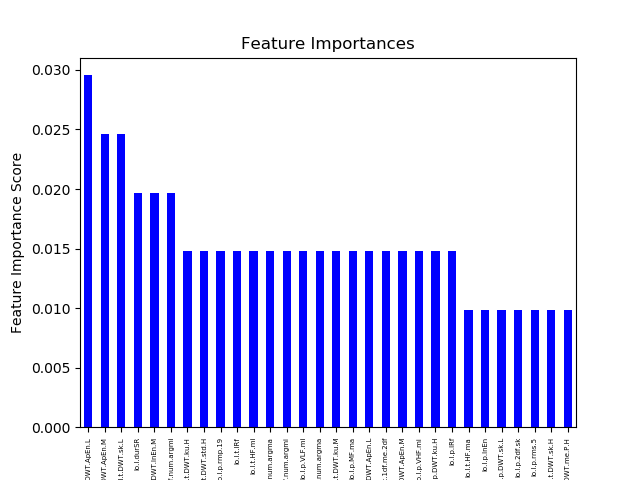 Feature Importances
Feature Importance Score
0.030
0.025
0.020
0.015
0.010
0.005
0.000
DWT.ApEn.L
DWT.ApEn.M
.t.DWT.sk.L
lo.l.durSR
DWT.lnEn.M
.num.argmi
.t.DWT.ku.H
.t.DWT.std.H
o.l.p.rmp.19
lo.l.t.lRf
lo.l.t.HF.mi
num.argma
num.argmi
lo.l.p.VLF.mi
num.argma
.t.DWT.ku.M
lo.l.p.MF.ma
DWT.ApEn.L
.1df.me.2df
DWT.ApEn.M
o.l.p.VHF.mi
p.DWT.ku.H
lo.l.p.lRf
lo.l.t.HF.ma
lo.l.p.lnEn
p.DWT.sk.L
lo.l.p.2df.sk
lo.l.p.rms.5
.t.DWT.sk.H
DWT.me.P.H